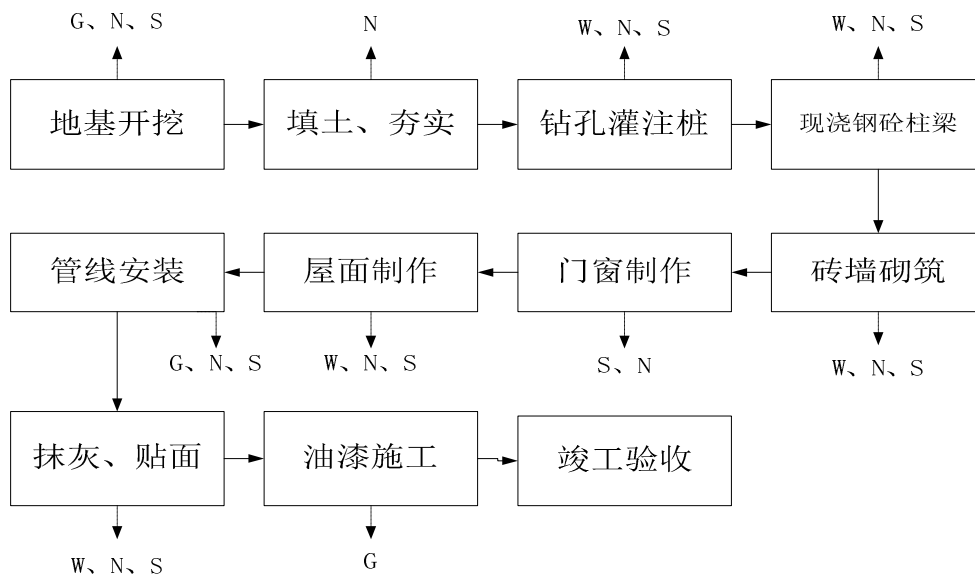 G、N、S
N
W、N、S
W、N、S
地基开挖
填土、夯实
钻孔灌注桩
现浇钢砼柱梁
管线安装
屋面制作
门窗制作
砖墙砌筑
G、N、S
W、N、S
S、N
W、N、S
抹灰、贴面
油漆施工
竣工验收
W、N、S
G